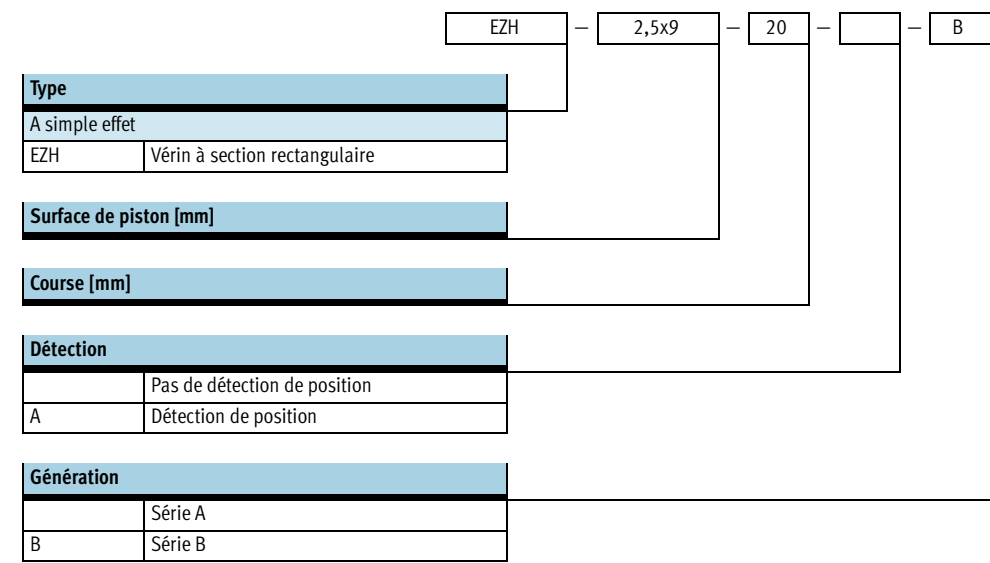 EZH – 2,5x9 – 20 – – B
Type
A simple effet
EZH Vérin à section rectangulaire
Surface de piston [mm]
Course [mm]
Détection
Pas de détection de position
A Détection de position
Génération
Série A
B Série B